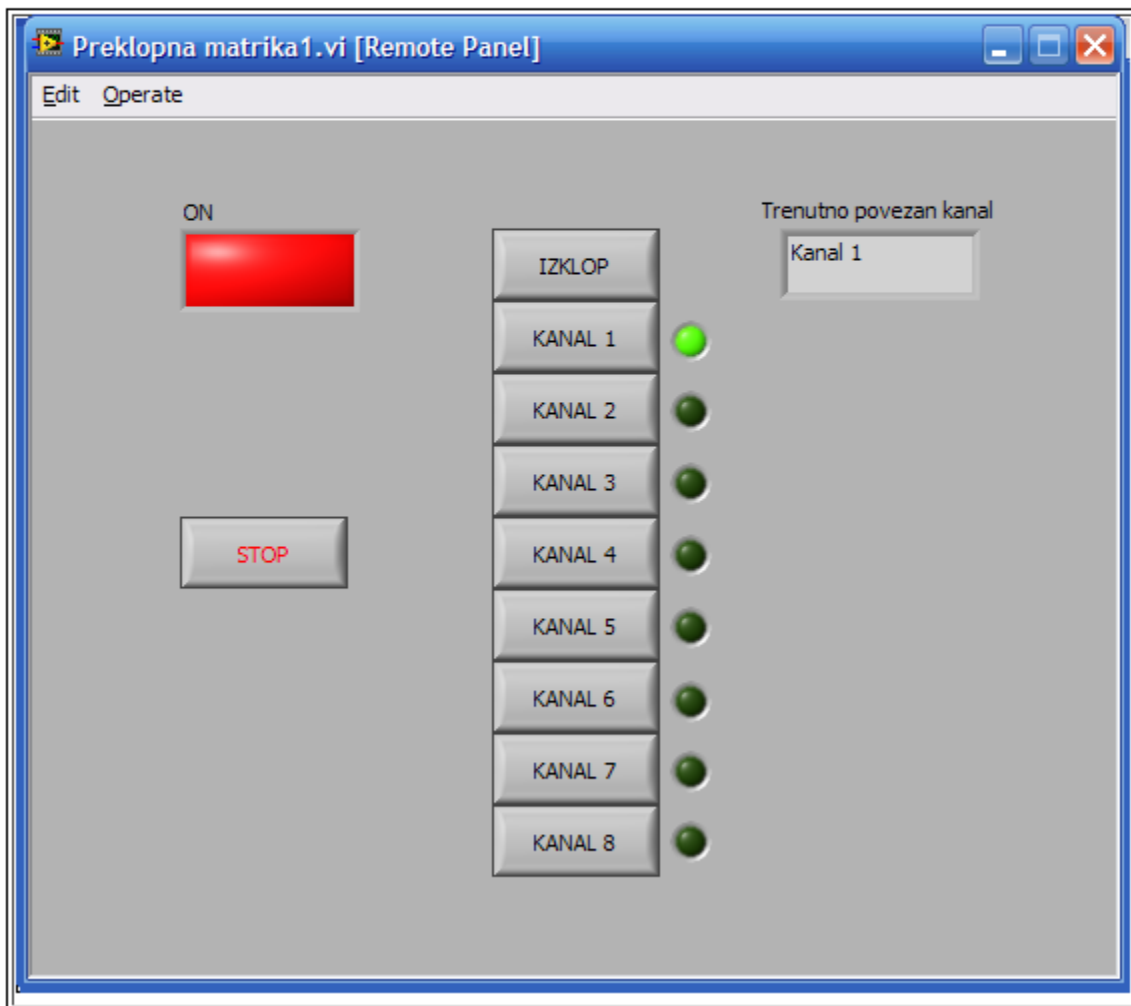 Preklopna matrika1.vi [Remote Panel]
Edit Operate
ON
Trenutno povezan kanal
Kanal 1
IZKLOP
KANAL 1
KANAL 2
KANAL 3
KANAL 4
STOP
KANAL 5
KANAL 6
KANAL 7
KANAL 8